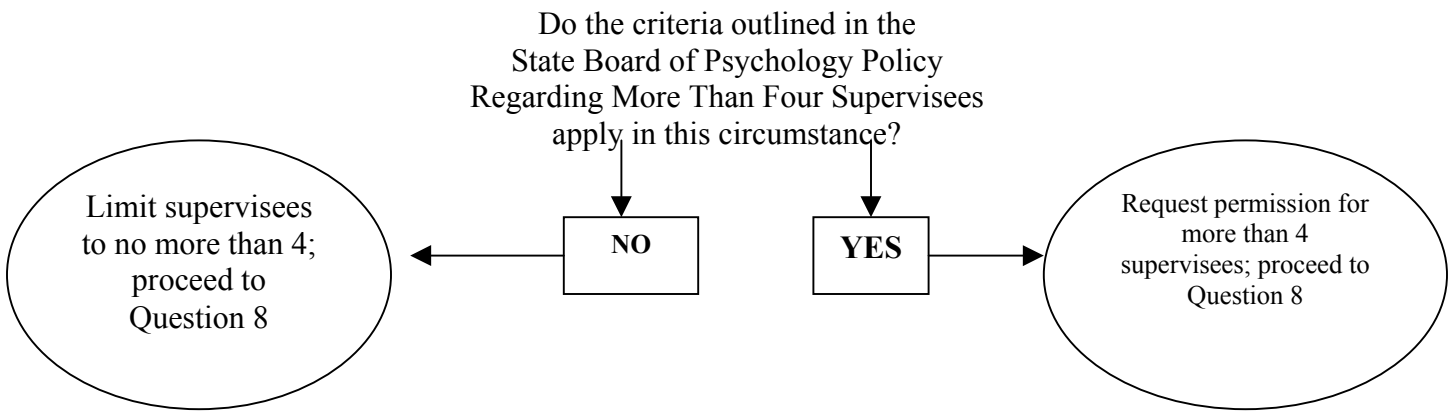 Do the criteria outlined in the
State Board of Psychology Policy
Regarding More Than Four Supervisees
apply in this circumstance?
Limit supervisees
to no more than 4;
proceed to
Question 8
NO
YES
Request permission for
more than 4
supervisees; proceed to
Question 8